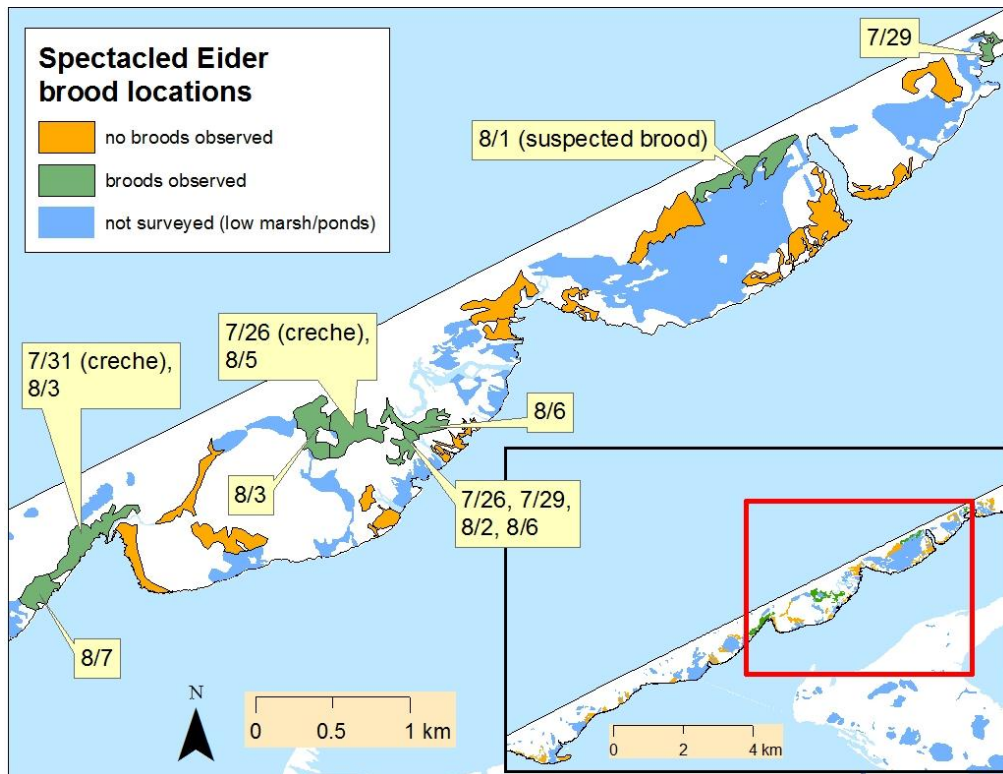 Spectacled Eider
brood locations
no broods observed
broods observed
not surveyed (low marsh/ponds)
7/29
8/1 (suspected brood)
7/26 (creche),
8/5
7/31 (creche),
8/3
8/6
8/3
7/26, 7/29,
8/2, 8/6
8/7
N
0 0.5 1 km
0 2 4 km